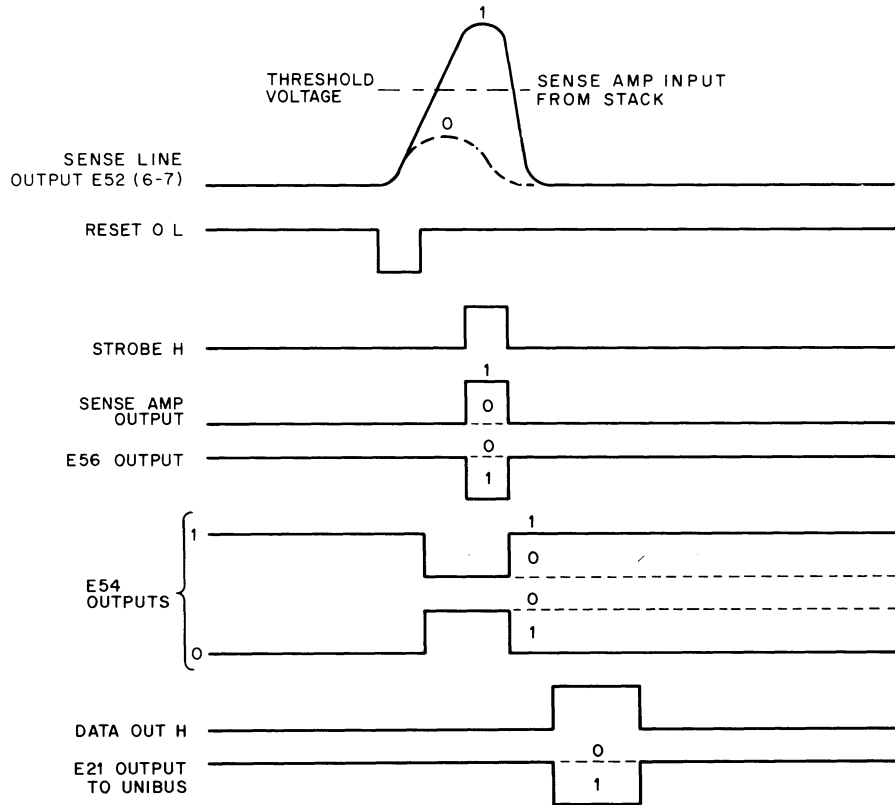 1
THRESHOLD
VOLTAGE
SENSE AMP INPUT
FROM STACK
0
SENSE LINE
OUTPUT E52 (6-7)
RESET 0 L
STROBE H
1
SENSE AMP
OUTPUT
0
0
E56 OUTPUT
1
1
1
0
E54
OUTPUTS
0
1
0
DATA OUT H
0
E21 OUTPUT
TO UNIBUS
1